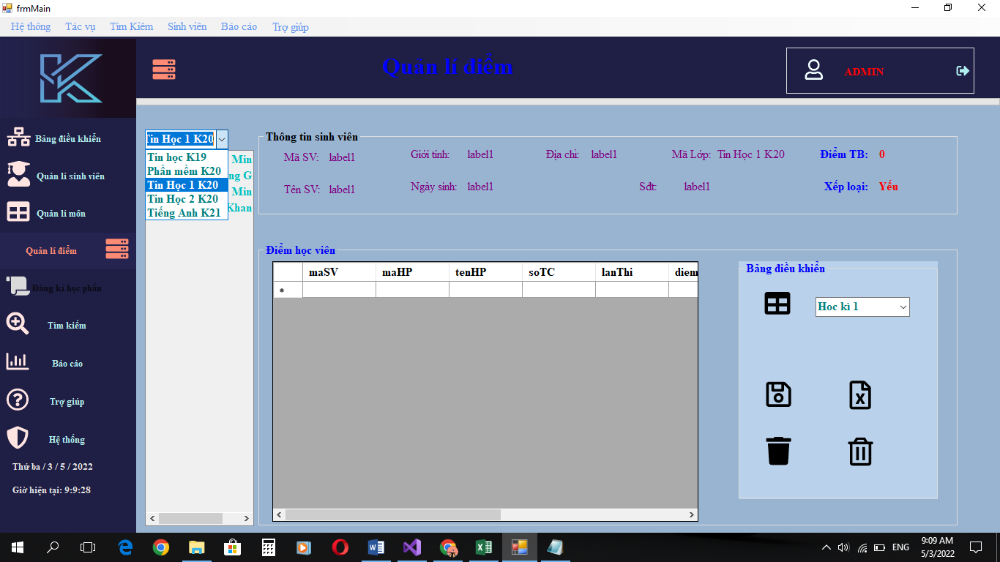 frmMain
Hệ thông Tác vụ Tìm Kiêm Sinh viên Báo cáo Trợ giúp
Quản lí điểm
ADMIN
Bảng điều khiển
Quản lí sinh viên
Quản lí môn
Quản lí điểm
Đăng kí học phần
Tìm kiếm
Báo cáo
Trợ giúp
Hệ thống
Thứ ba / 3 / 5 / 2022
Giờ hiện tại: 9:9:28
Tin Học 1 K20
Tin học K19
Phần mềm K20
Tin Học 1 K20
Tin Học 2 K20
Tiếng Anh K21
Min
ng G
Min
Khan
Thông tin sinh viên
Mã SV: label1 Giới tính: label1 Địa chỉ: label1 Mã Lớp: Tin Học 1 K20 Điểm TB: 0
Tên SV: label1 Ngày sinh: label1 Sđt: label1 Xếp loại: Yếu
Điểm học viên
maSV maHP tenHP soTC lanThi diem
Bảng điều khiển
Hoc kì 1
ENG
9:09 AM
5/3/2022